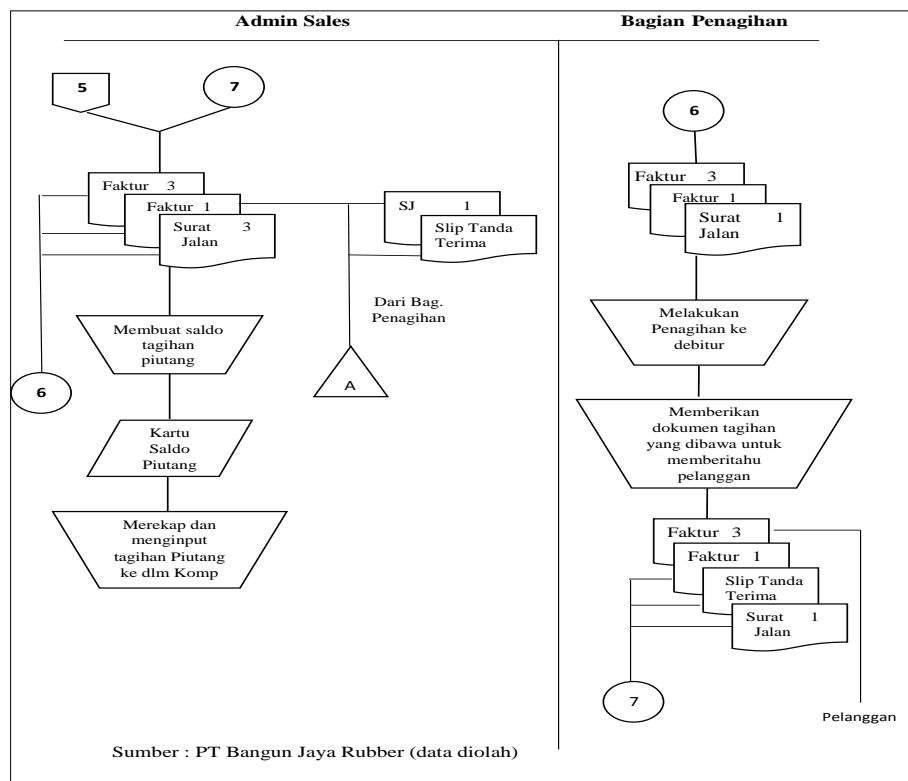 Admin Sales
Bagian Penagihan
5
7
Faktur 3
Faktur 1
Surat 3
Jalan
SJ 1
Slip Tanda
Terima
Dari Bag.
Penagihan
A
6
Membuat saldo
tagihan
piutang
Kartu
Saldo
Piutang
Merekap dan
menginput
tagihan Piutang
ke dlm Komp
6
Faktur 3
Faktur 1
Surat 1
Jalan
Melakukan
Penagihan ke
debitur
Memberikan
dokumen tagihan
yang dibawa untuk
memberitahu
pelanggan
Faktur 3
Faktur 1
Slip Tanda
Terima
Surat 1
Jalan
7
Pelanggan
Sumber : PT Bangun Jaya Rubber (data diolah)